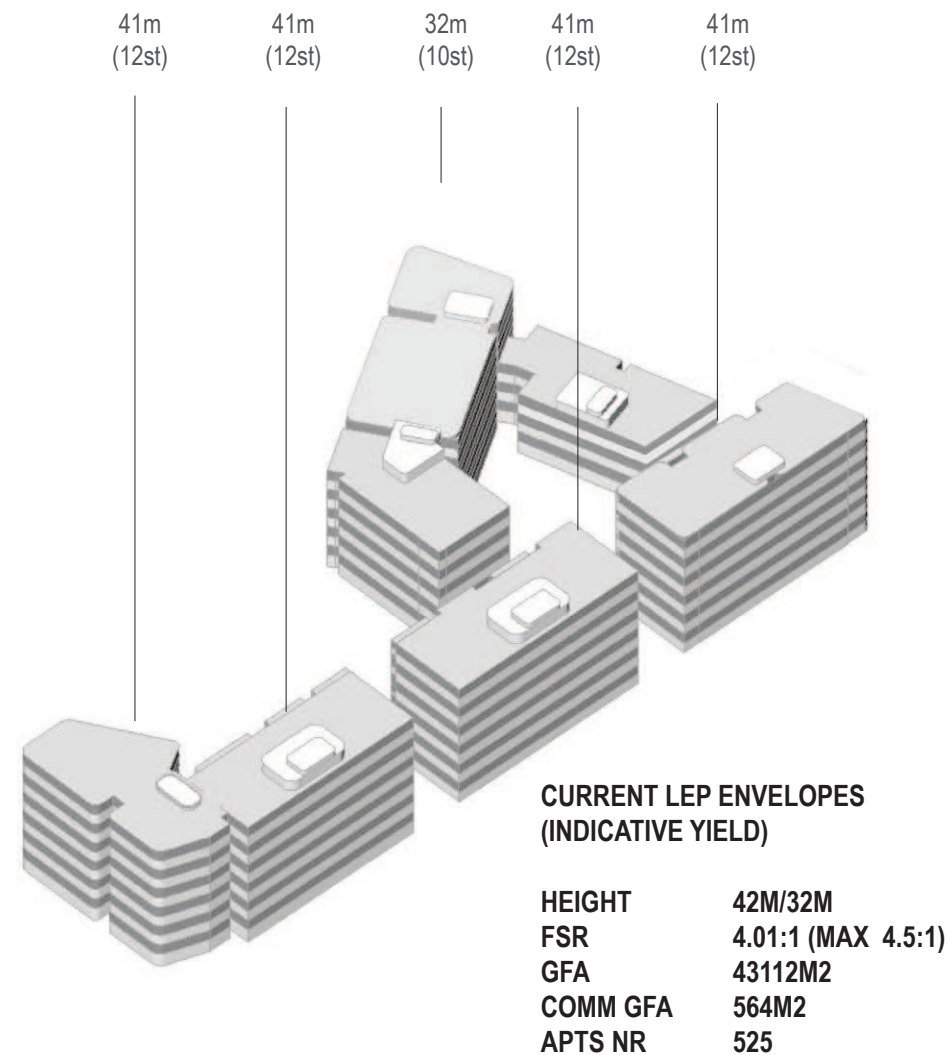 41m 41m 32m 41m 41m
(12st) (12st) (10st) (12st) (12st)
CURRENT LEP ENVELOPES
(INDICATIVE YIELD)
HEIGHT 42M/32M
FSR 4.01:1 (MAX 4.5:1)
GFA 43112M2
COMM GFA 564M2
APTS NR 525